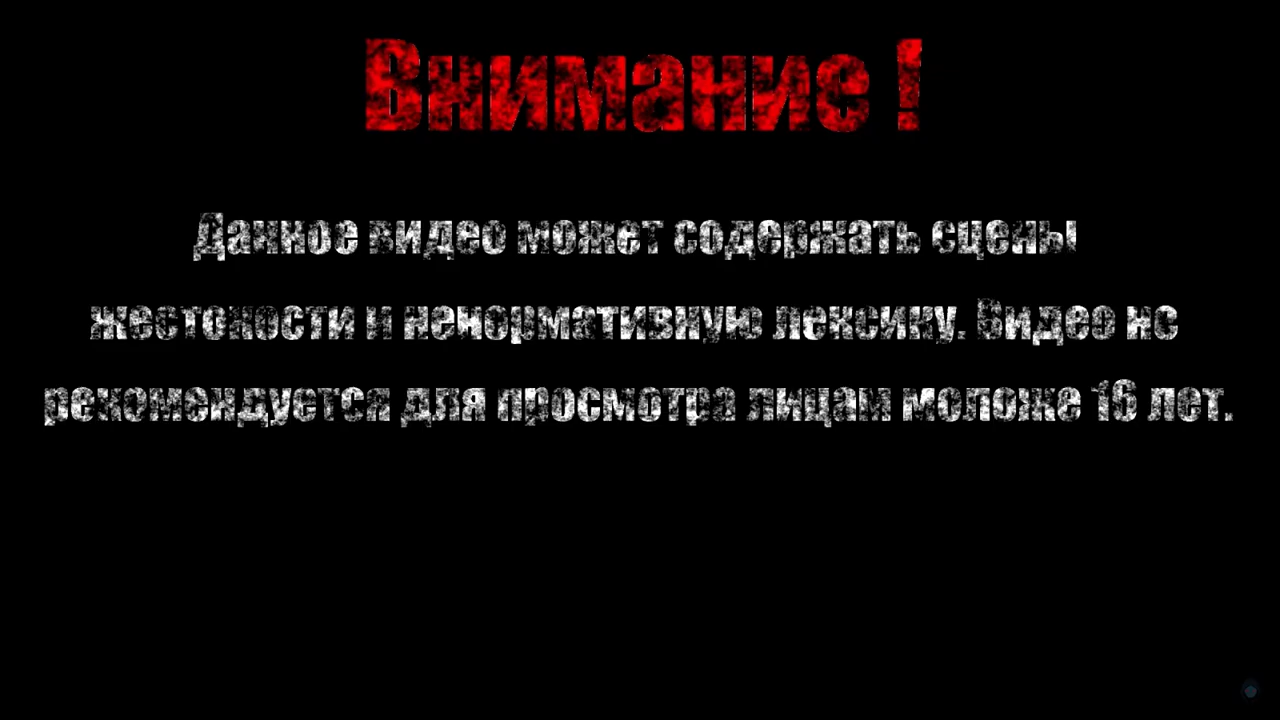 Внимание !
Данное видео может содержать сцены
жестокости и ненормативную лексику. Видео не
рекомендуется для просмотра лицам моложе 16 лет.